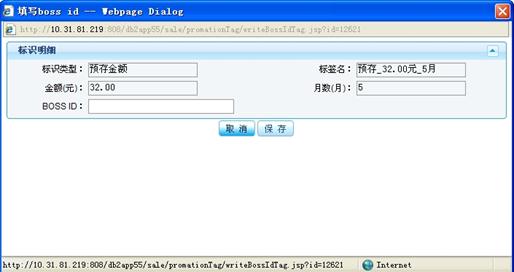 填写boss id -- Webpage Dialog
http://10.31.81.219:808/db2app55/sale/promationTag/writeBossIdTag.jsp?id=12621
标识明细
标识类型： 预存金额 标签名： 预存_32.00元_5月
金额(元)： 32.00 月数(月)： 5
BOSS ID：
取 消 保 存
http://10.31.81.219:808/db2app55/sale/promationTag/writeBossIdTag.jsp?id=12621 Internet